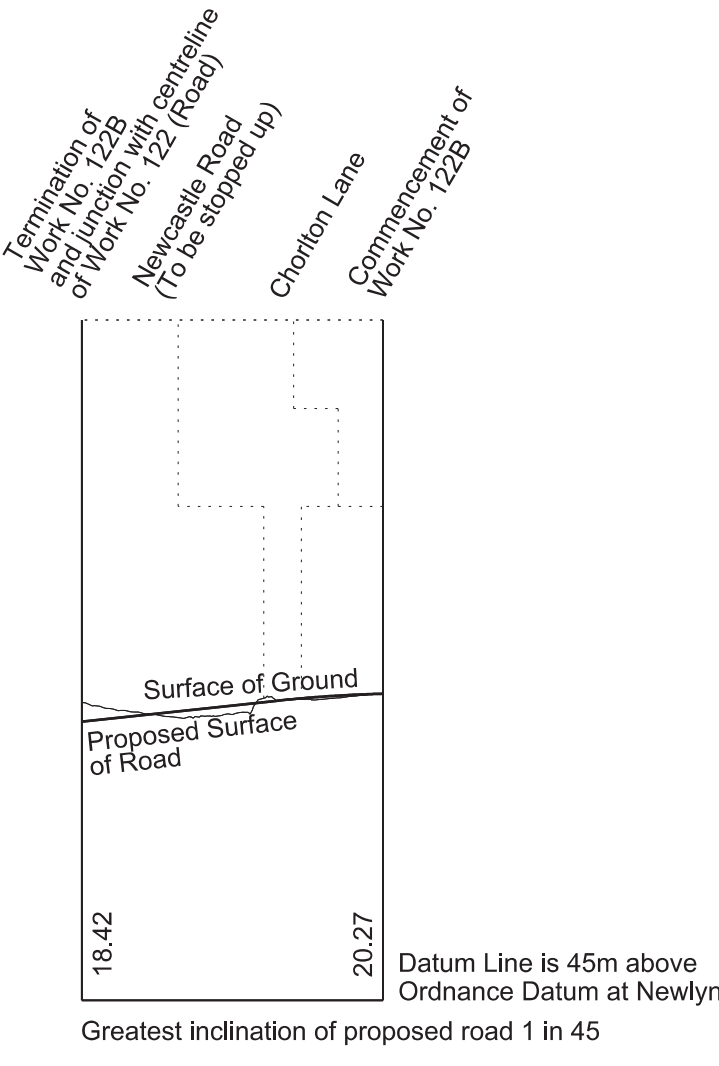 Termination of
Work No. 122B
and junction with centreline
of Work No. 122 (Road)
Newcastle Road
(To be stopped up)
Chorlton Lane
Commencement of
Work No. 122B
Surface of Ground
Proposed Surface
of Road
18.42
20.27
Datum Line is 45m above
Ordnance Datum at Newlyn
Greatest inclination of proposed road 1 in 45